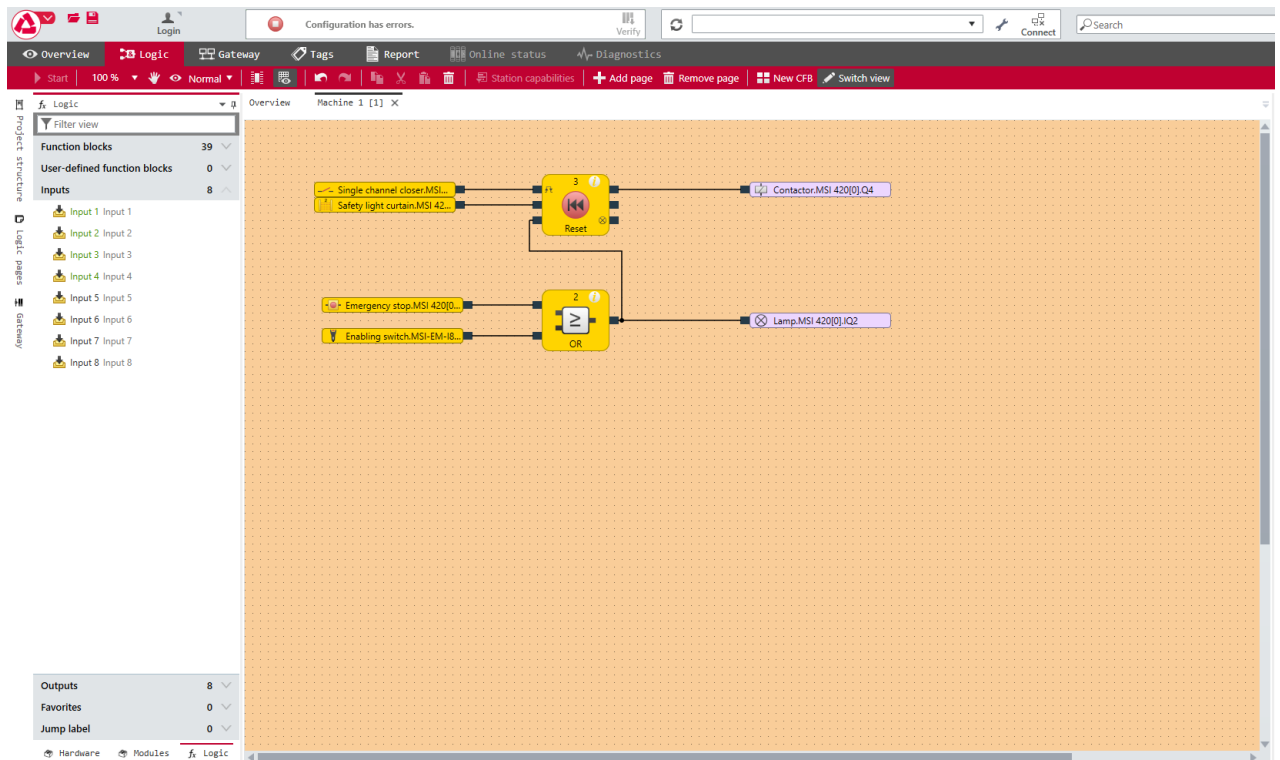 Login
Configuration has errors.
Verify
Connect
Search
Overview
Logic
Gateway
Tags
Report
Online status
Diagnostics
Start
100 %
Normal
Station capabilities
Add page
Remove page
New CFB
Switch view
Project structure
Logic pages
Gateway
fx Logic
Filter view
Function blocks 39
User-defined function blocks 0
Inputs 8
Input 1 Input 1
Input 2 Input 2
Input 3 Input 3
Input 4 Input 4
Input 5 Input 5
Input 6 Input 6
Input 7 Input 7
Input 8 Input 8
Outputs 8
Favorites 0
Jump label 0
Hardware
Modules
fx Logic
Overview
Machine 1 [1]
Single channel closer.MSI...
Safety light curtain.MSI 42...
3
ft
Reset
Contactor.MSI 420[0].Q4
Emergency stop.MSI 420[0...
Enabling switch.MSI-EM-I8...
2
≥
OR
Lamp.MSI 420[0].IQ2